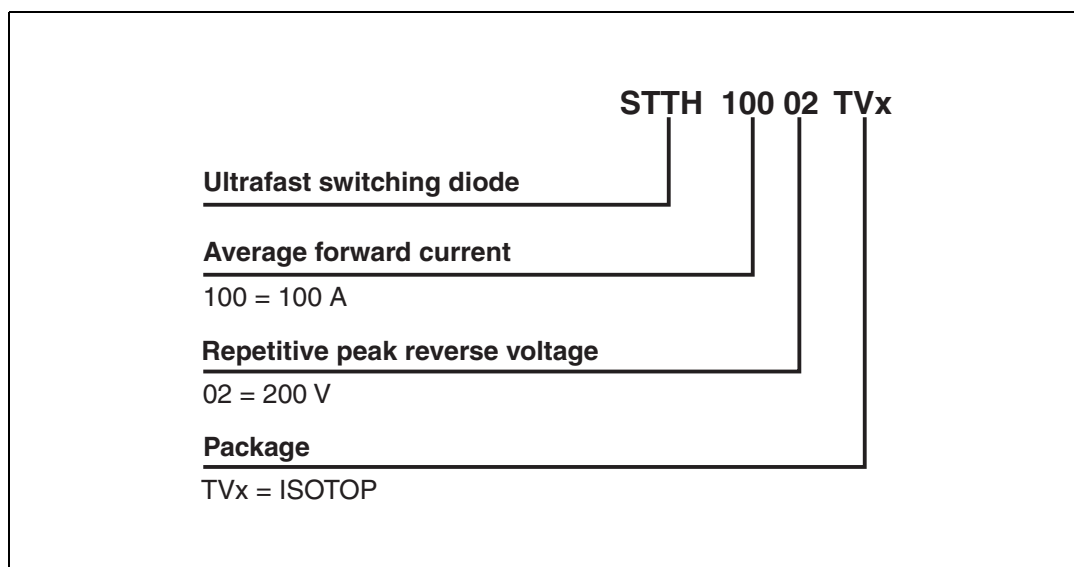 STTH 100 02 TVx
Ultrafast switching diode
Average forward current
100 = 100 A
Repetitive peak reverse voltage
02 = 200 V
Package
TVx = ISOTOP